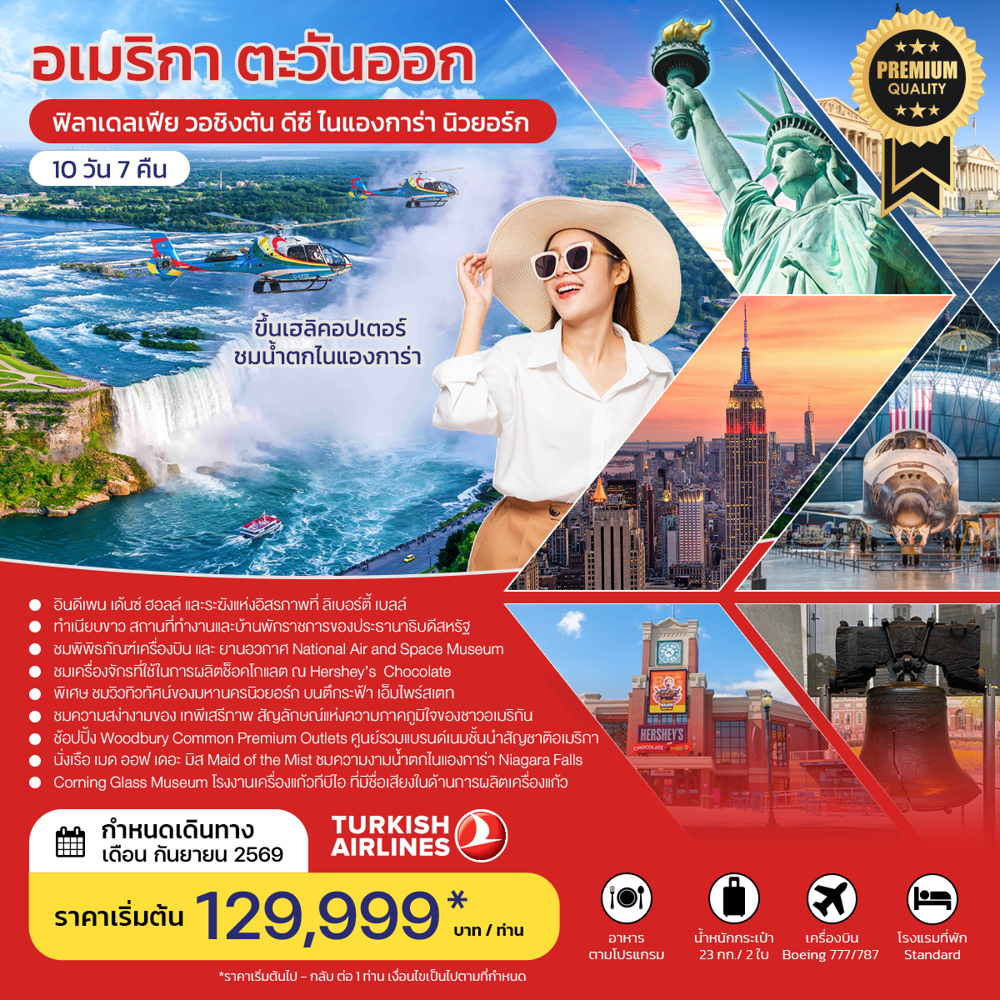 อเมริกา ตะวันออก
ฟิลาเดลเฟีย วอชิงตัน ดีซี ไนแองการ่า นิวยอร์ก
10 วัน 7 คืน
PREMIUM
QUALITY
ขึ้นเฮลิคอปเตอร์
ชมน้ำตกไนแองการ่า
อินดีเพน เด้นซ์ ฮอลล์ และระฆังแห่งอิสรภาพที่ ลิเบอร์ตี้ เบลล์
ทำเนียบขาว สถานที่ทำงานและบ้านพักราชการของประธานาธิบดีสหรัฐ
ชมพิพิธภัณฑ์เครื่องบิน และ ยานอวกาศ National Air and Space Museum
ชมเครื่องจักรที่ใช้ในการผลิตช็อคโกแลต ณ Hershey's Chocolate
พิเศษ ชมวิวทิวทัศน์ของมหานครนิวยอร์ก บนตึกระฟ้า เอ็มไพร์สเตท
ชมความสง่างามของ เทพีเสรีภาพ สัญลักษณ์แห่งความภาคภูมิใจของชาวอเมริกัน
ช้อปปิ้ง Woodbury Common Premium Outlets ศูนย์รวมแบรนด์เนมชั้นนำสัญชาติอเมริกา
นั่งเรือ เมด ออฟ เดอะ มิส Maid of the Mist ชมความงามน้ำตกไนแองการ่า Niagara Falls
Corning Glass Museum โรงงานเครื่องแก้วทีบีไอ ที่มีชื่อเสียงในด้านการผลิตเครื่องแก้ว
HERSHEY'S
CHOCOLATE WORLD
กำหนดเดินทาง
เดือน กันยายน 2569
TURKISH
AIRLINES
ราคาเริ่มต้น 129,999*
บาท / ท่าน
*ราคาเริ่มต้นไป - กลับ ต่อ 1 ท่าน เงื่อนไขเป็นไปตามที่กำหนด
อาหาร
ตามโปรแกรม
น้ำหนักกระเป๋า
23 กก./ 2 ใบ
เครื่องบิน
Boeing 777/787
โรงแรมที่พัก
Standard